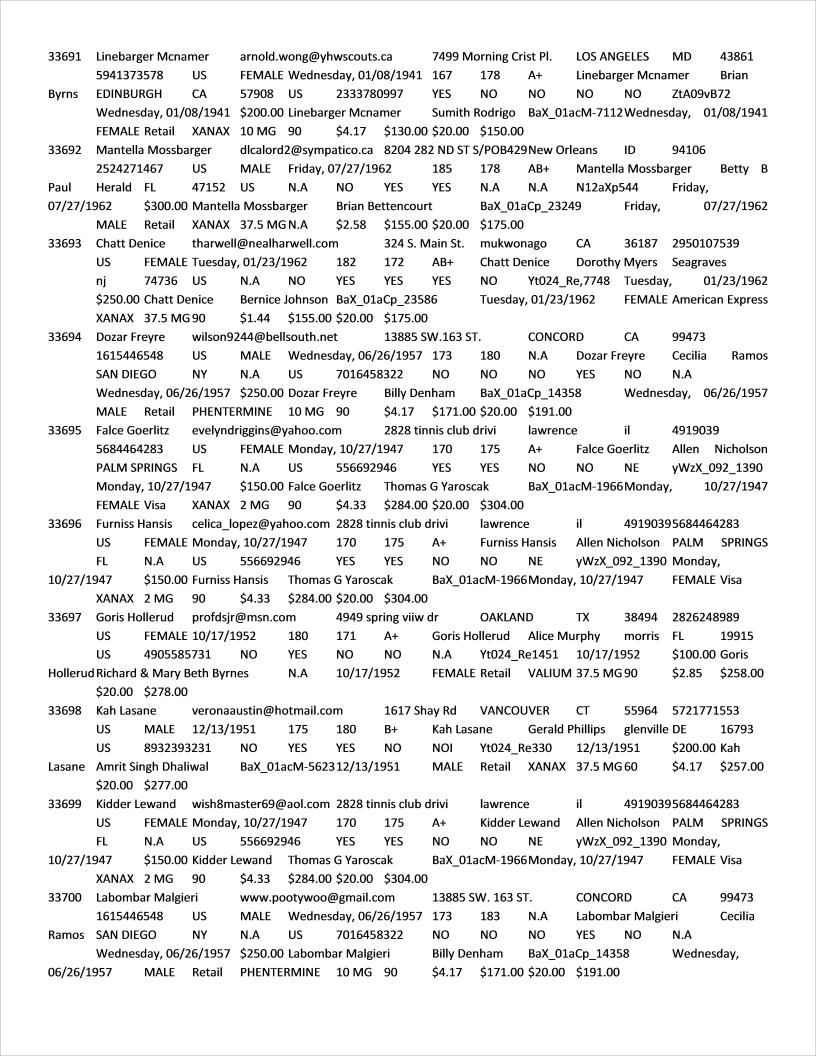 33691 Linebarger Mcnamer arnold.wong@yhwscouts.ca 7499 Morning Crist Pl. LOS ANGELES MD 43861
5941373578 US FEMALE Wednesday, 01/08/1941 167 178 A+ Linebarger Mcnamer Brian
Byrns EDINBURGH CA 57908 US 2333780997 YES NO NO NO NO ZtA09vB72
Wednesday, 01/08/1941 $200.00 Linebarger Mcnamer Sumith Rodrigo BaX_01acM-7112 Wednesday, 01/08/1941
FEMALE Retail XANAX 10 MG 90 $4.17 $130.00 $20.00 $150.00
33692 Mantella Mossbarger dlcalord2@sympatico.ca 8204 282 ND ST S/POB429 New Orleans ID 94106
2524271467 US MALE Friday, 07/27/1962 185 178 AB+ Mantella Mossbarger Betty B
Paul Herald FL 47152 US N.A NO YES YES N.A N.A N12aXp544 Friday,
07/27/1962 $300.00 Mantella Mossbarger Brian Bettencourt BaX_01aCp_23249 Friday, 07/27/1962
MALE Retail XANAX 37.5 MG N.A $2.58 $155.00 $20.00 $175.00
33693 Chatt Denice tharwell@nealharwell.com 324 S. Main St. mukwonago CA 36187 2950107539
US FEMALE Tuesday, 01/23/1962 182 172 AB+ Chatt Denice Dorothy Myers Seagraves
nj 74736 US N.A NO YES YES YES NO Yt024_Re,7748 Tuesday, 01/23/1962
$250.00 Chatt Denice Bernice Johnson BaX_01aCp_23586 Tuesday, 01/23/1962 FEMALE American Express
XANAX 37.5 MG 90 $1.44 $155.00 $20.00 $175.00
33694 Dozar Freyre wilson9244@bellsouth.net 13885 SW.163 ST. CONCORD CA 99473
1615446548 US MALE Wednesday, 06/26/1957 173 180 N.A Dozar Freyre Cecilia Ramos
SAN DIEGO NY N.A US 7016458322 NO NO NO YES NO N.A
Wednesday, 06/26/1957 $250.00 Dozar Freyre Billy Denham BaX_01aCp_14358 Wednesday, 06/26/1957
MALE Retail PHENTERMINE 10 MG 90 $4.17 $171.00 $20.00 $191.00
33695 Falce Goerlitz evelyndriggins@yahoo.com 2828 tinnis club drivi lawrence il 4919039
5684464283 US FEMALE Monday, 10/27/1947 170 175 A+ Falce Goerlitz Allen Nicholson
PALM SPRINGS FL N.A US 556692946 YES YES NO NO NE yWzX_092_1390
Monday, 10/27/1947 $150.00 Falce Goerlitz Thomas G Yaroscak BaX_01acM-1966 Monday, 10/27/1947
FEMALE Visa XANAX 2 MG 90 $4.33 $284.00 $20.00 $304.00
33696 Furniss Hansis celica_lopez@yahoo.com 2828 tinnis club drivi lawrence il 4919039 5684464283
US FEMALE Monday, 10/27/1947 170 175 A+ Furniss Hansis Allen Nicholson PALM SPRINGS
FL N.A US 556692946 YES YES NO NO NE yWzX_092_1390 Monday,
10/27/1947 $150.00 Furniss Hansis Thomas G Yaroscak BaX_01acM-1966 Monday, 10/27/1947 FEMALE Visa
XANAX 2 MG 90 $4.33 $284.00 $20.00 $304.00
33697 Goris Hollerud profdsjr@msn.com 4949 spring viiw dr OAKLAND TX 38494 2826248989
US FEMALE 10/17/1952 180 171 A+ Goris Hollerud Alice Murphy morris FL 19915
US 4905585731 NO YES NO NO N.A Yt024_Re1451 10/17/1952 $100.00 Goris
Hollerud Richard & Mary Beth Byrnes N.A 10/17/1952 FEMALE Retail VALIUM 37.5 MG 90 $2.85 $258.00
$20.00 $278.00
33698 Kah Lasane veronaaustin@hotmail.com 1617 Shay Rd VANCOUVER CT 55964 5721771553
US MALE 12/13/1951 175 180 B+ Kah Lasane Gerald Phillips glenville DE 16793
US 8932393231 NO YES YES NO NOI Yt024_Re330 12/13/1951 $200.00 Kah
Lasane Amrit Singh Dhaliwal BaX_01acM-5623 12/13/1951 MALE Retail XANAX 37.5 MG 60 $4.17 $257.00
$20.00 $277.00
33699 Kidder Lewand wish8master69@aol.com 2828 tinnis club drivi lawrence il 4919039 5684464283
US FEMALE Monday, 10/27/1947 170 175 A+ Kidder Lewand Allen Nicholson PALM SPRINGS
FL N.A US 556692946 YES YES NO NO NE yWzX_092_1390 Monday,
10/27/1947 $150.00 Kidder Lewand Thomas G Yaroscak BaX_01acM-1966 Monday, 10/27/1947 FEMALE Visa
XANAX 2 MG 90 $4.33 $284.00 $20.00 $304.00
33700 Labombar Malgieri www.pootywoo@gmail.com 13885 SW. 163 ST. CONCORD CA 99473
1615446548 US MALE Wednesday, 06/26/1957 173 183 N.A Labombar Malgieri Cecilia
Ramos SAN DIEGO NY N.A US 7016458322 NO NO NO YES NO N.A
Wednesday, 06/26/1957 $250.00 Labombar Malgieri Billy Denham BaX_01aCp_14358 Wednesday,
06/26/1957 MALE Retail PHENTERMINE 10 MG 90 $4.17 $171.00 $20.00 $191.00